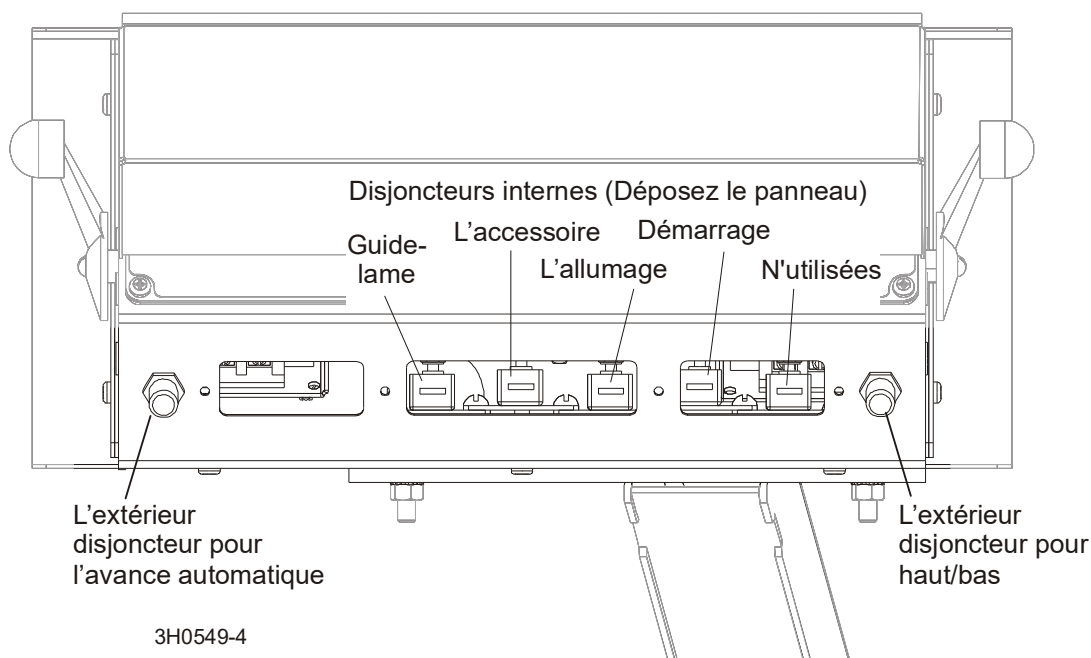 Disjoncteurs internes (Déposez le panneau)
Guide-
lame
L'accessoire
L'allumage
Démarrage
N'utilisées
L'extérieur
disjoncteur pour
l'avance automatique
L'extérieur
disjoncteur pour
haut/bas
3H0549-4